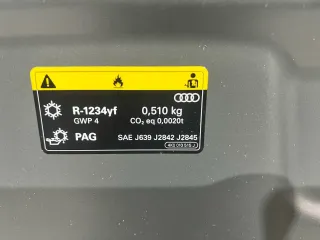 R-1234yf 0,510 kg
GWP 4 CO₂ eq 0,0020t
PAG SAE J639 J2842 J2845